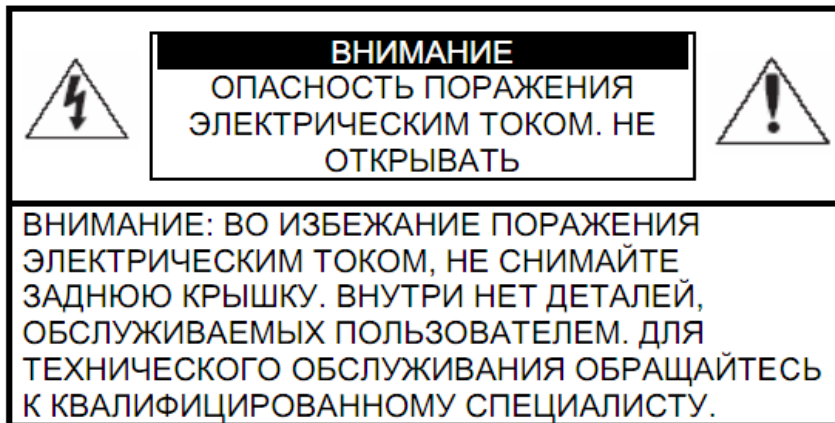 ВНИМАНИЕ
ОПАСНОСТЬ ПОРАЖЕНИЯ
ЭЛЕКТРИЧЕСКИМ ТОКОМ. НЕ
ОТКРЫВАТЬ
ВНИМАНИЕ: ВО ИЗБЕЖАНИЕ ПОРАЖЕНИЯ
ЭЛЕКТРИЧЕСКИМ ТОКОМ, НЕ СНИМАЙТЕ
ЗАДНЮЮ КРЫШКУ. ВНУТРИ НЕТ ДЕТАЛЕЙ,
ОБСЛУЖИВАЕМЫХ ПОЛЬЗОВАТЕЛЕМ. ДЛЯ
ТЕХНИЧЕСКОГО ОБСЛУЖИВАНИЯ ОБРАЩАЙТЕСЬ
К КВАЛИФИЦИРОВАННОМУ СПЕЦИАЛИСТУ.